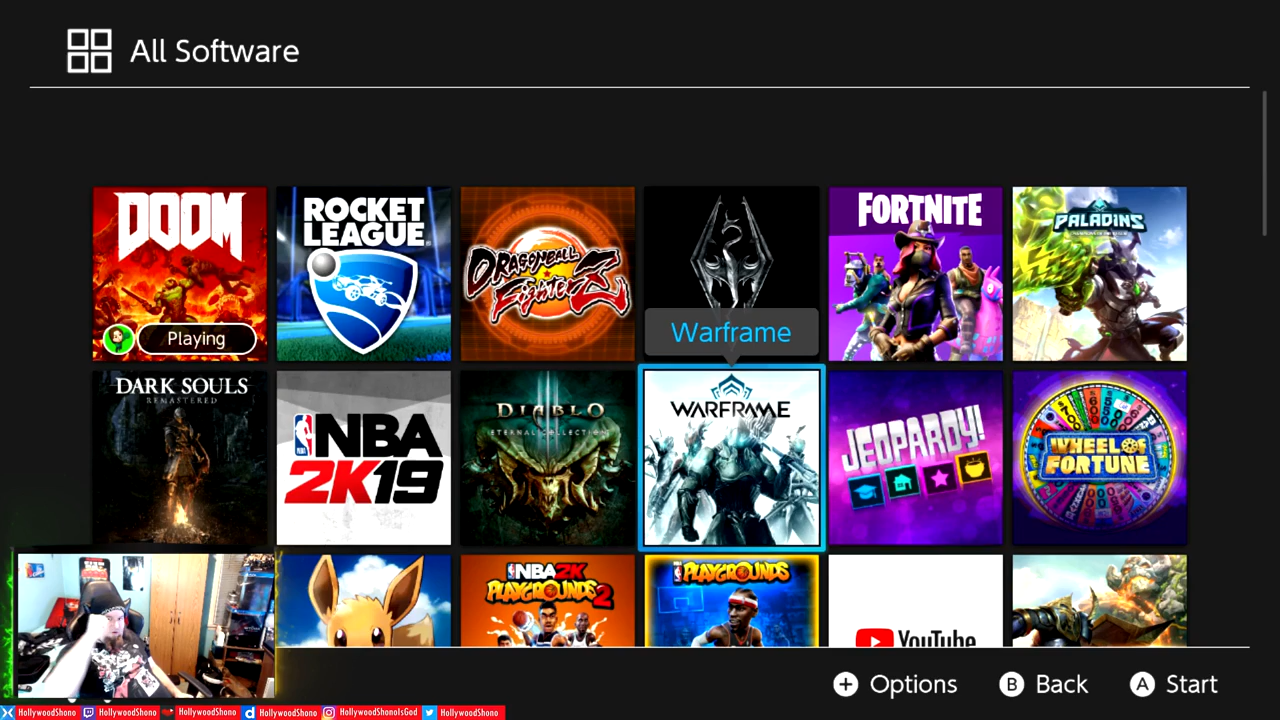 All Software
DOOM
Playing
ROCKET
LEAGUE
DRAGONBALL
FighterZ
Warframe
FORTNITE
PALADINS
DARK SOULS
REMASTERED
NBA
NBA
2K19
DIABLO
ETERNAL COLLECTION
WARFRAME
JEOPARDY!
WHEEL OF
FORTUNE
NBA 2K
PLAYGROUNDS 2
NBA
PLAYGROUNDS
YouTube
+ Options
B Back
A Start
HollywoodShono HollywoodShono HollywoodShono HollywoodShono HollywoodShonoIsGod HollywoodShono